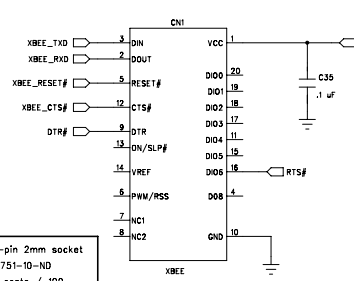 CN1
XBEE_TXD 3 DIN VCC 1
XBEE_RXD 2 DOUT
DIO0 20
XBEE_RESET# 5 RESET# DIO1 19
C35
.1 uF
DIO2 18
XBEE_CTS# 12 CTS#
DIO3 17
DIO4 11
DTR# 9 DTR
DIO5 15
13 ON/SLP#
DIO6 16 RTS#
14 VREF
6 PWM/RSS DO8 4
7 NC1
8 NC2 GND 10
XBEE
-pin 2mm socket
751-10-ND